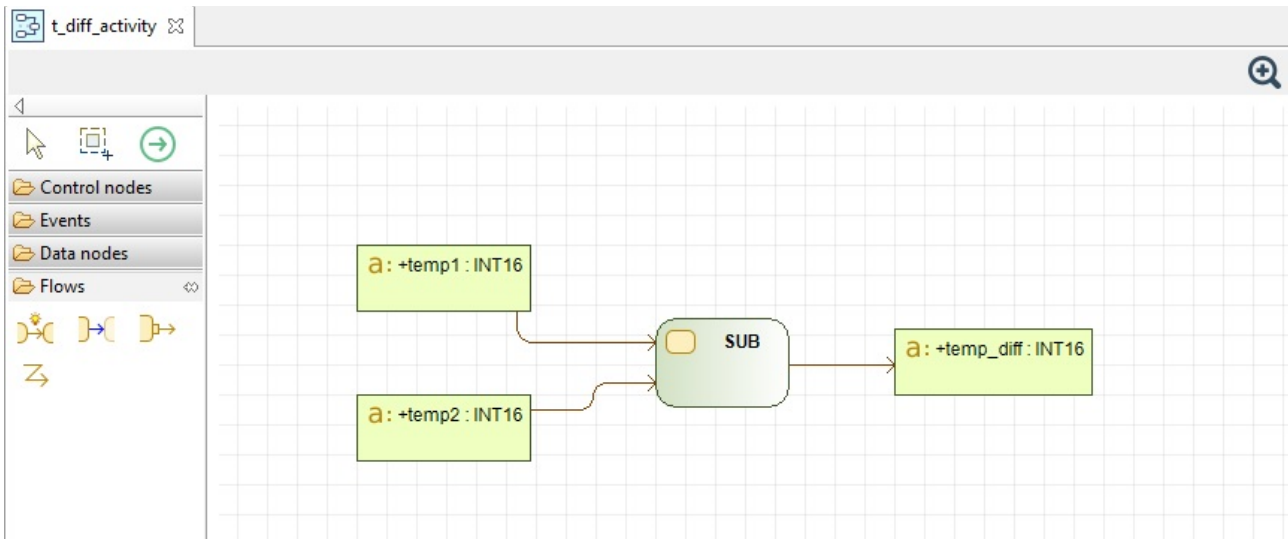 t_diff_activity
Control nodes
Events
Data nodes
Flows
a: +temp1 : INT16
SUB
a: +temp_diff : INT16
a: +temp2 : INT16